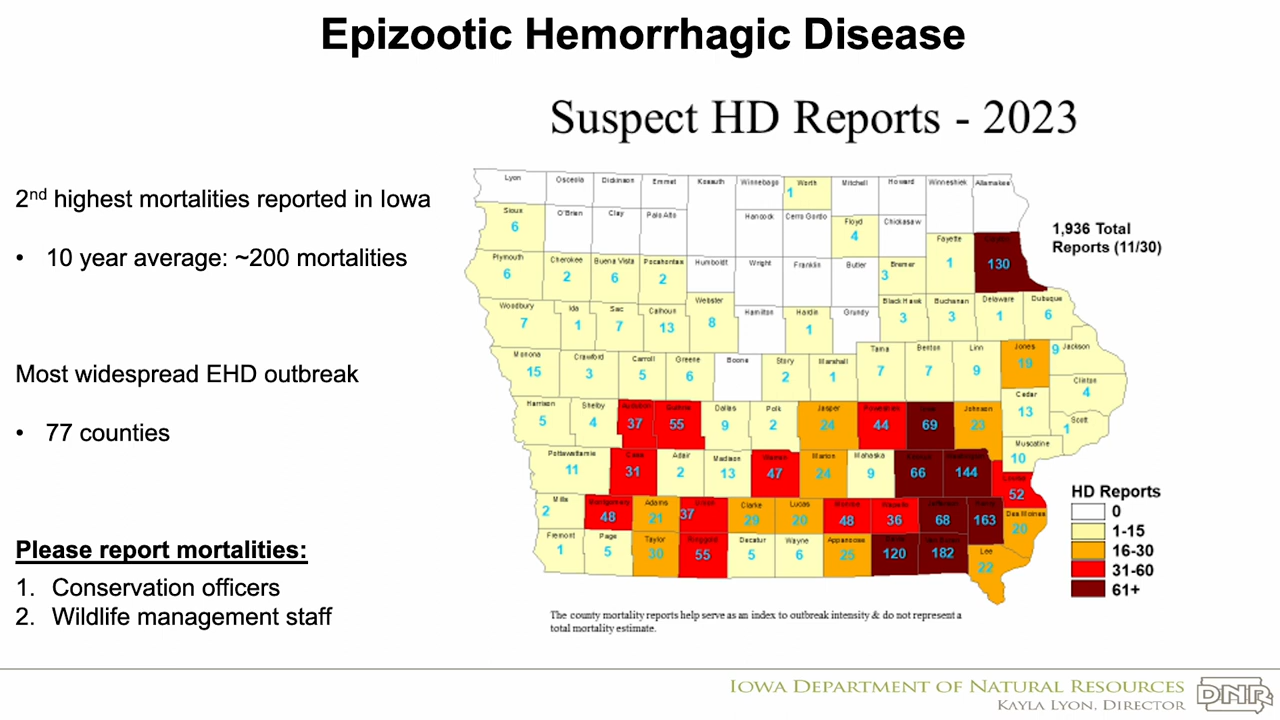 Epizootic Hemorrhagic Disease
Suspect HD Reports - 2023
2nd highest mortalities reported in Iowa
• 10 year average: ~200 mortalities
Most widespread EHD outbreak
• 77 counties
Please report mortalities:
1. Conservation officers
2. Wildlife management staff
Lyon Osceola Dickinson Emmet Kossuth Winnebago Worth Mitchell Howard Winneshiek Allamakee
1
Sioux O'Brien Clay Palo Alto Hancock Cerro Gordo Floyd Chickasaw
6 4
Fayette
1 130
Plymouth Cherokee Buena Vista Pocahontas Humboldt Wright Franklin Butler Bremer
6 2 6 2 3
Woodbury Ida Sac Calhoun Webster Hamilton Hardin Grundy Black Hawk Buchanan Delaware Dubuque
7 1 7 13 8 1 3 3 1 6
Monona Crawford Carroll Greene Boone Story Marshall Tama Benton Linn Jones Jackson
15 3 5 6 2 1 7 7 9 19 9
Clinton
4
Harrison Shelby Dallas Polk Jasper Johnson Cedar Scott
5 4 37 55 9 2 24 44 69 23 13 1
Pottawattamie Cass Adair Madison Marion Mahaska Muscatine
11 31 2 13 47 24 9 66 144 10
52
Mills Adams Clarke Lucas Des Moines
2 48 21 37 29 20 48 36 68 163 20
Fremont Page Taylor Decatur Wayne Appanoose Lee
1 5 30 55 5 6 25 120 182 22
1,936 Total
Reports (11/30)
HD Reports
0
1-15
16-30
31-60
61+
The county mortality reports help serve as an index to outbreak intensity & do not represent a
total mortality estimate.
Iowa Department of Natural Resources
Kayla Lyon, Director
DNR